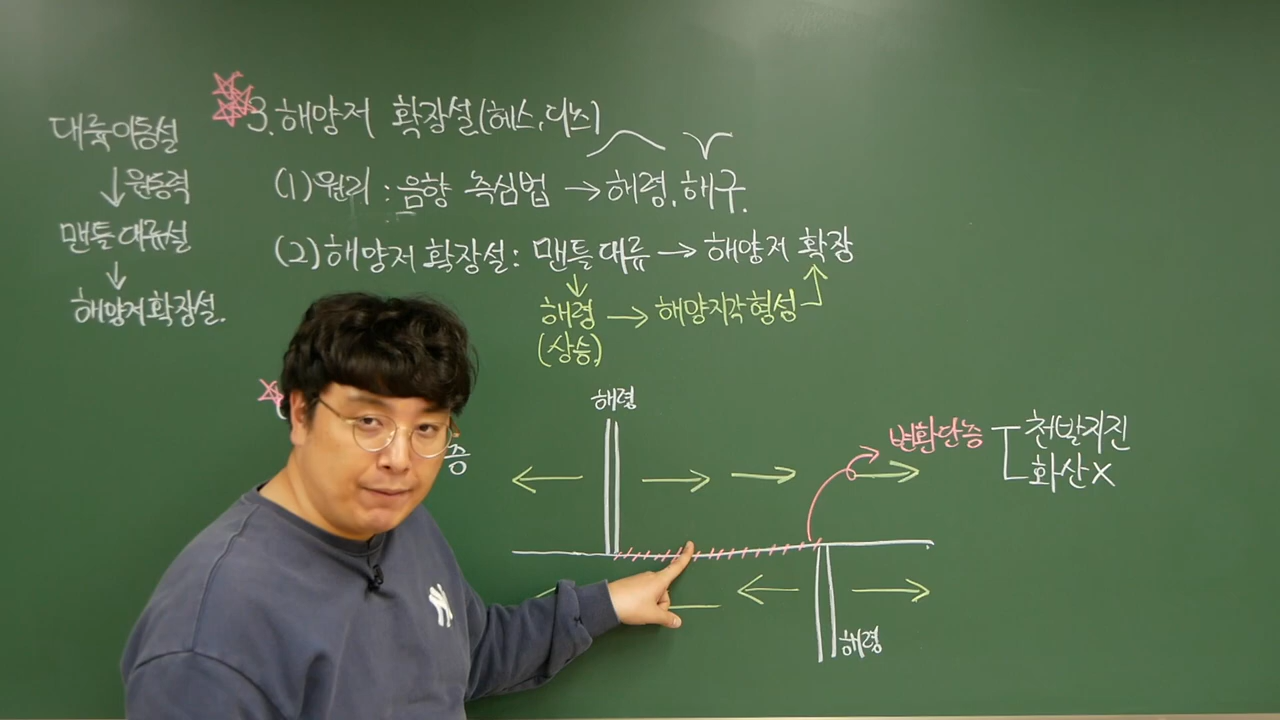 대륙이동설
↓ 원동력
맨틀대류설
↓
해양저확장설.
3. 해양저 확장설(헤스, 디츠)
(1) 원리 : 음향 측심법 → 해령, 해구.
(2) 해양저 확장설 : 맨틀대류 → 해양저 확장
해령 → 해양지각 형성
(상승)
해령
층
변환단층
천발지진
화산 X
해령
NY